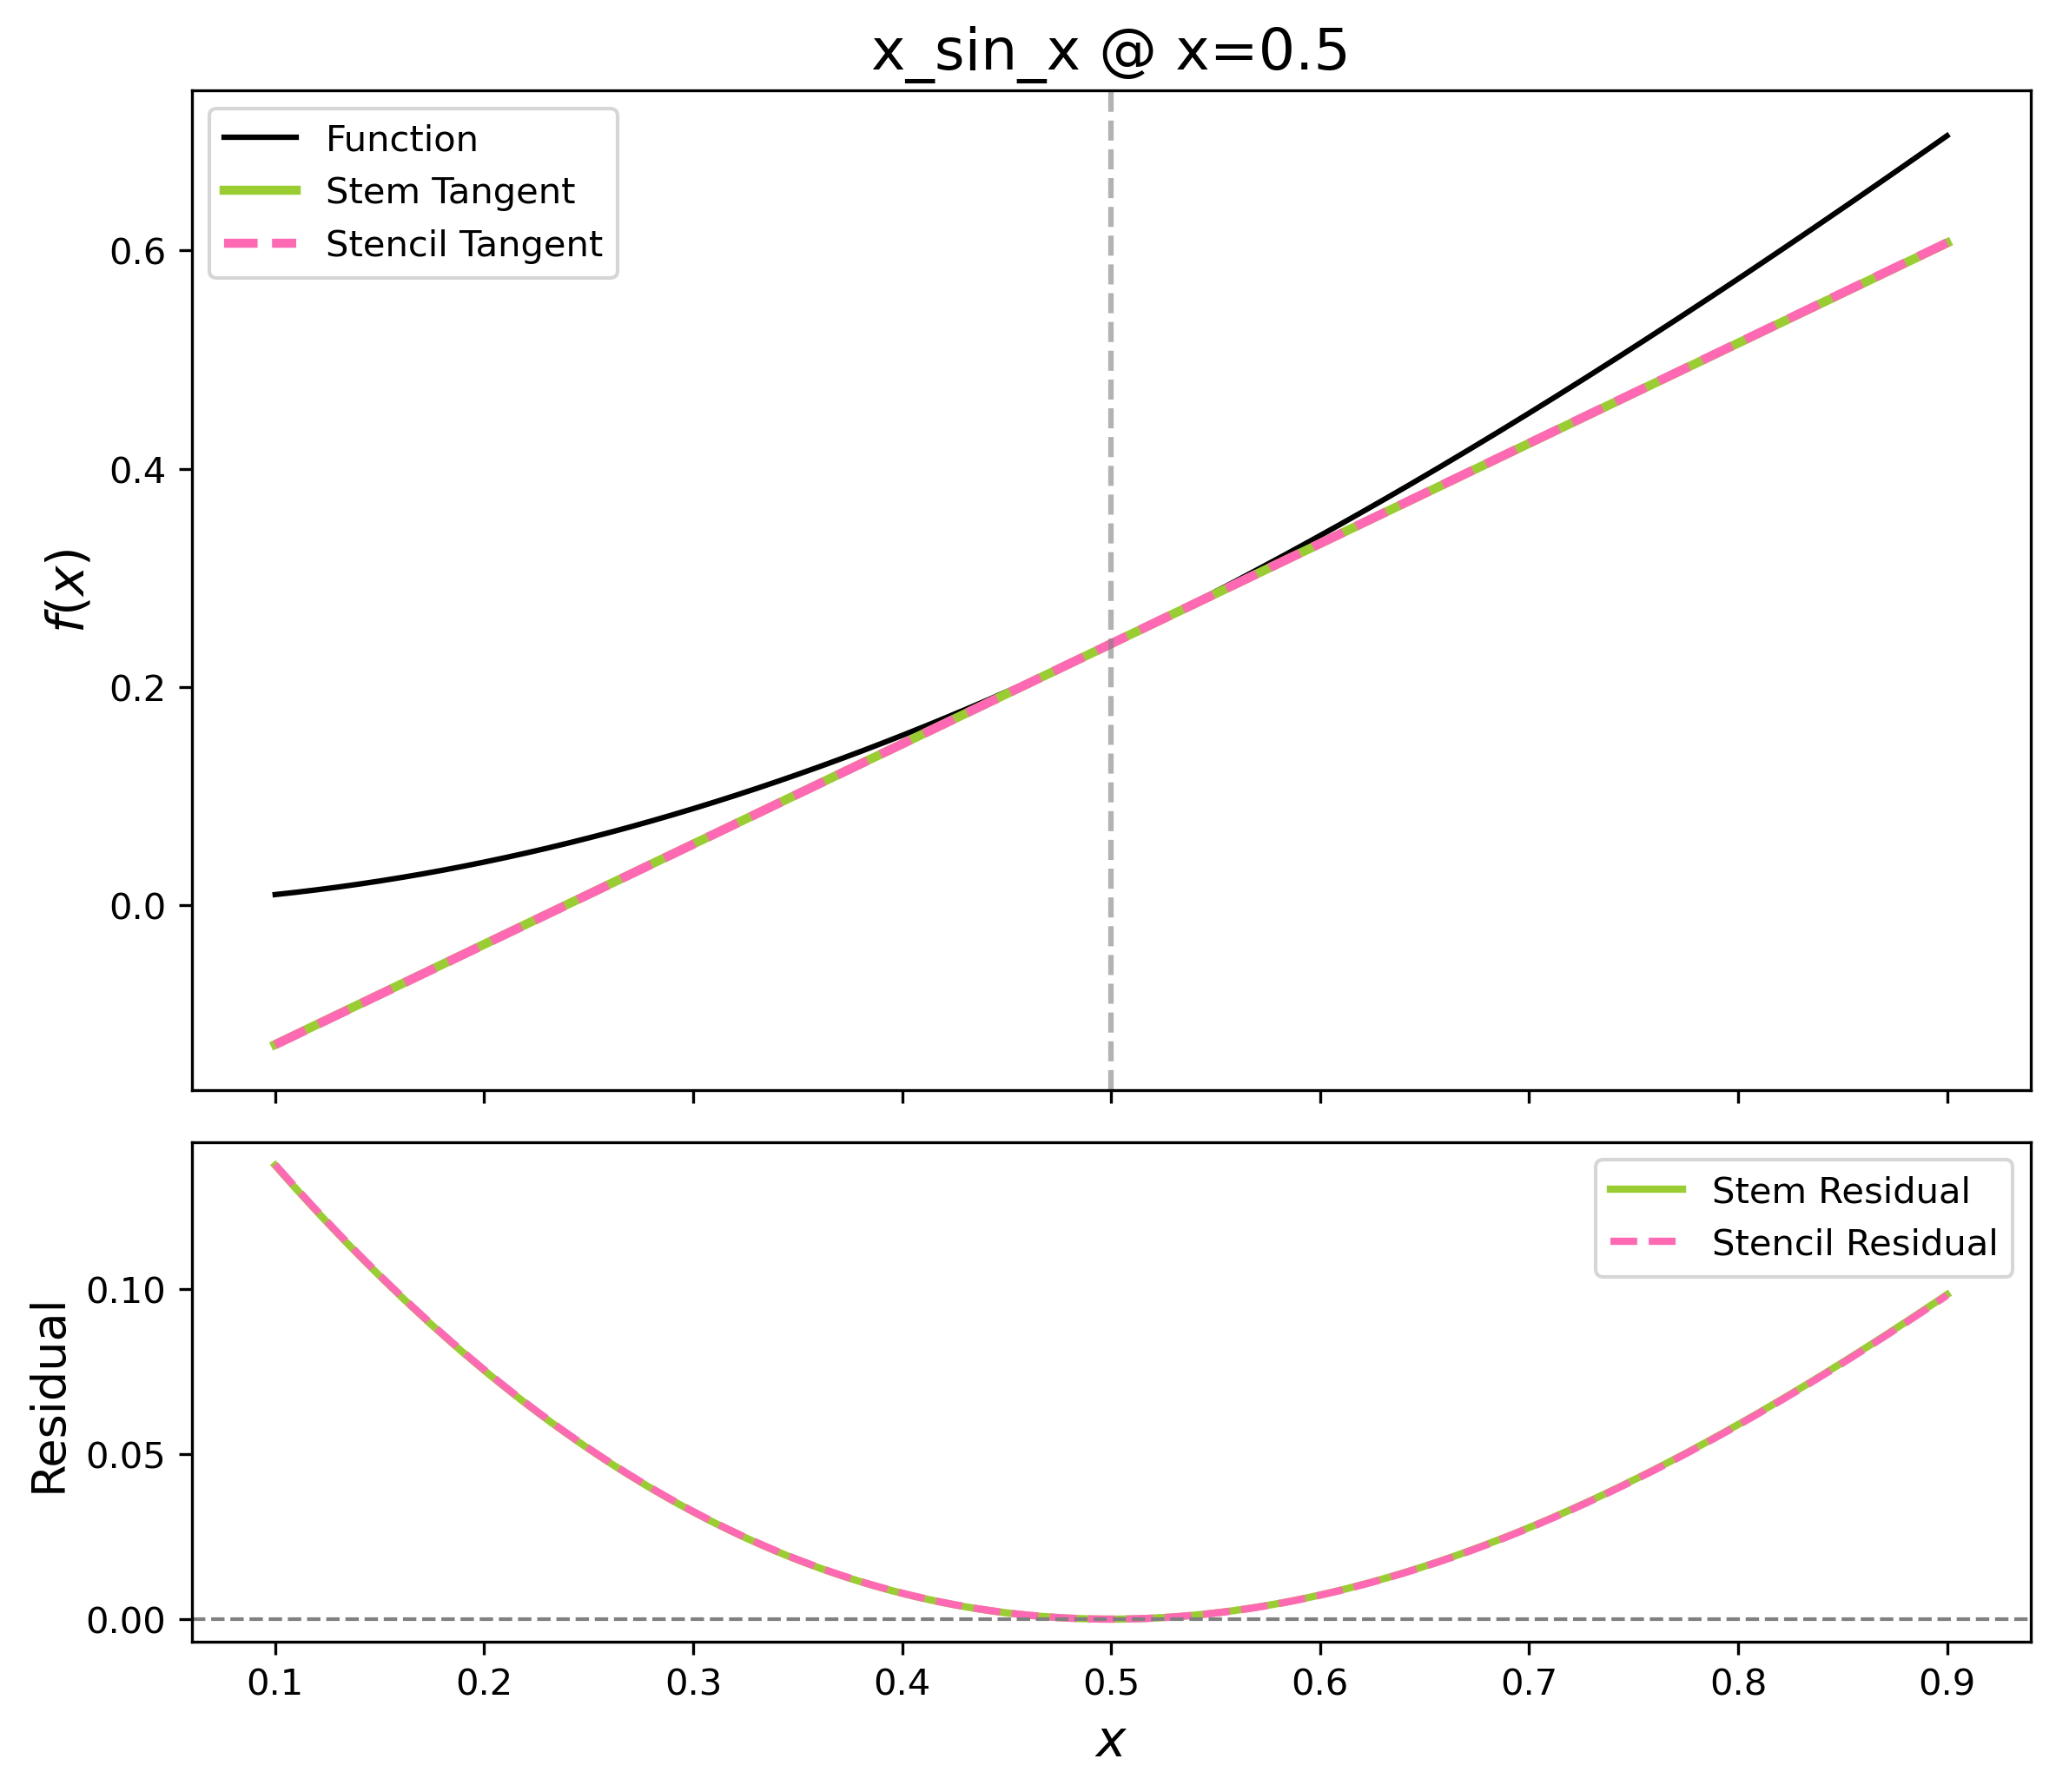 x_sin_x @ x=0.5
Function
Stem Tangent
Stencil Tangent
0.6
0.4
0.2
0.0
f(x)
Stem Residual
Stencil Residual
0.10
0.05
0.00
Residual
0.1 0.2 0.3 0.4 0.5 0.6 0.7 0.8 0.9
x